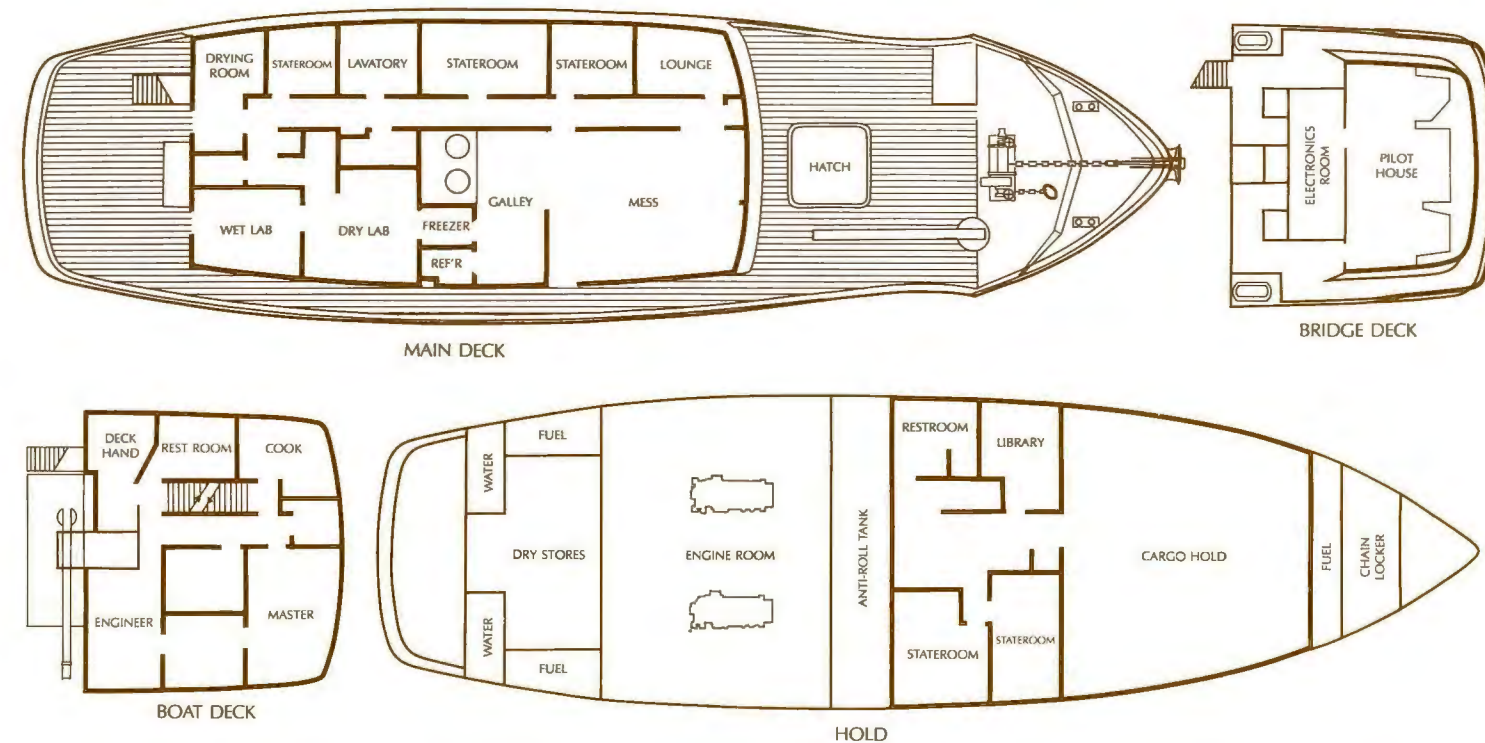 DRYING
ROOM
STATEROOM
LAVATORY
STATEROOM
STATEROOM
LOUNGE
HATCH
WET LAB
DRY LAB
FREEZER
REF'R
GALLEY
MESS
MAIN DECK
ELECTRONICS
ROOM
PILOT
HOUSE
BRIDGE DECK
DECK
HAND
REST ROOM
COOK
ENGINEER
MASTER
BOAT DECK
WATER
FUEL
DRY STORES
WATER
FUEL
ENGINE ROOM
ANTI-ROLL TANK
RESTROOM
LIBRARY
STATEROOM
STATEROOM
CARGO HOLD
FUEL
CHAIN
LOCKER
HOLD